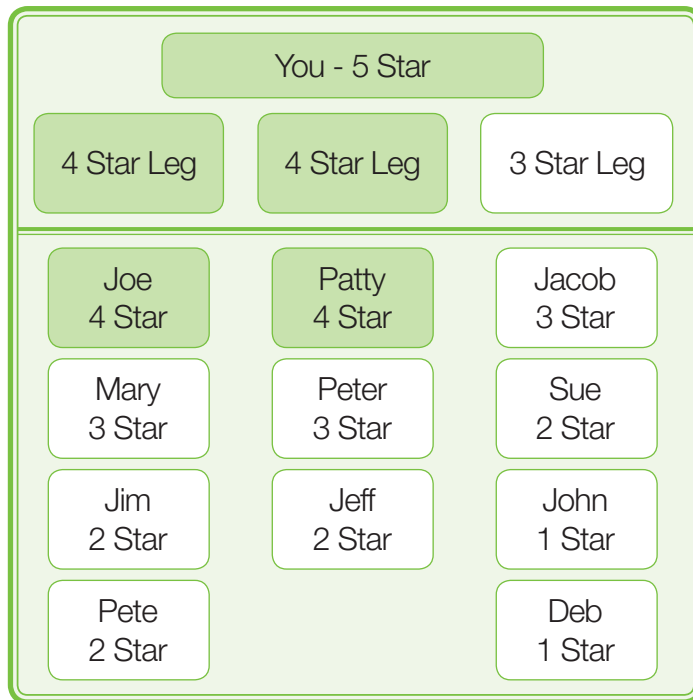 You - 5 Star
4 Star Leg
4 Star Leg
3 Star Leg
Joe
4 Star
Patty
4 Star
Jacob
3 Star
Mary
3 Star
Peter
3 Star
Sue
2 Star
Jim
2 Star
Jeff
2 Star
John
1 Star
Pete
2 Star
Deb
1 Star